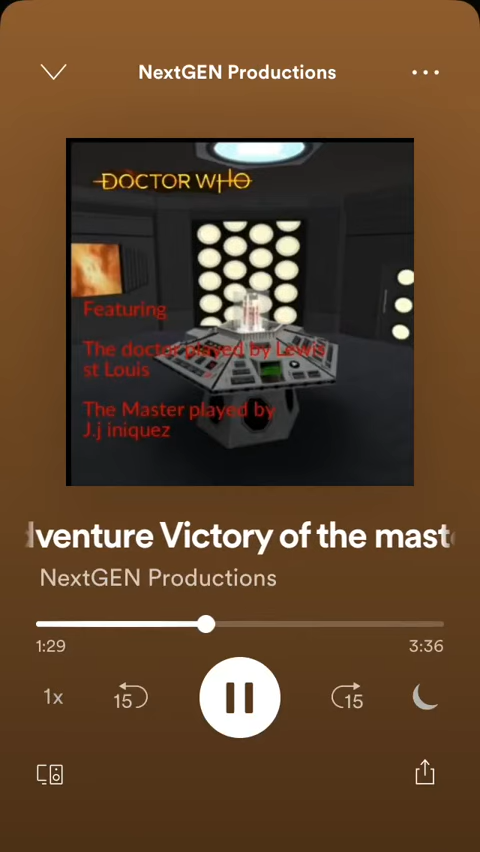 NextGEN Productions
DOCTOR WHO
Featuring
The doctor played by Lewis
st Louis
The Master played by
J.j iniquez
venture Victory of the mast
NextGEN Productions
1:29
3:36
1x
15
15